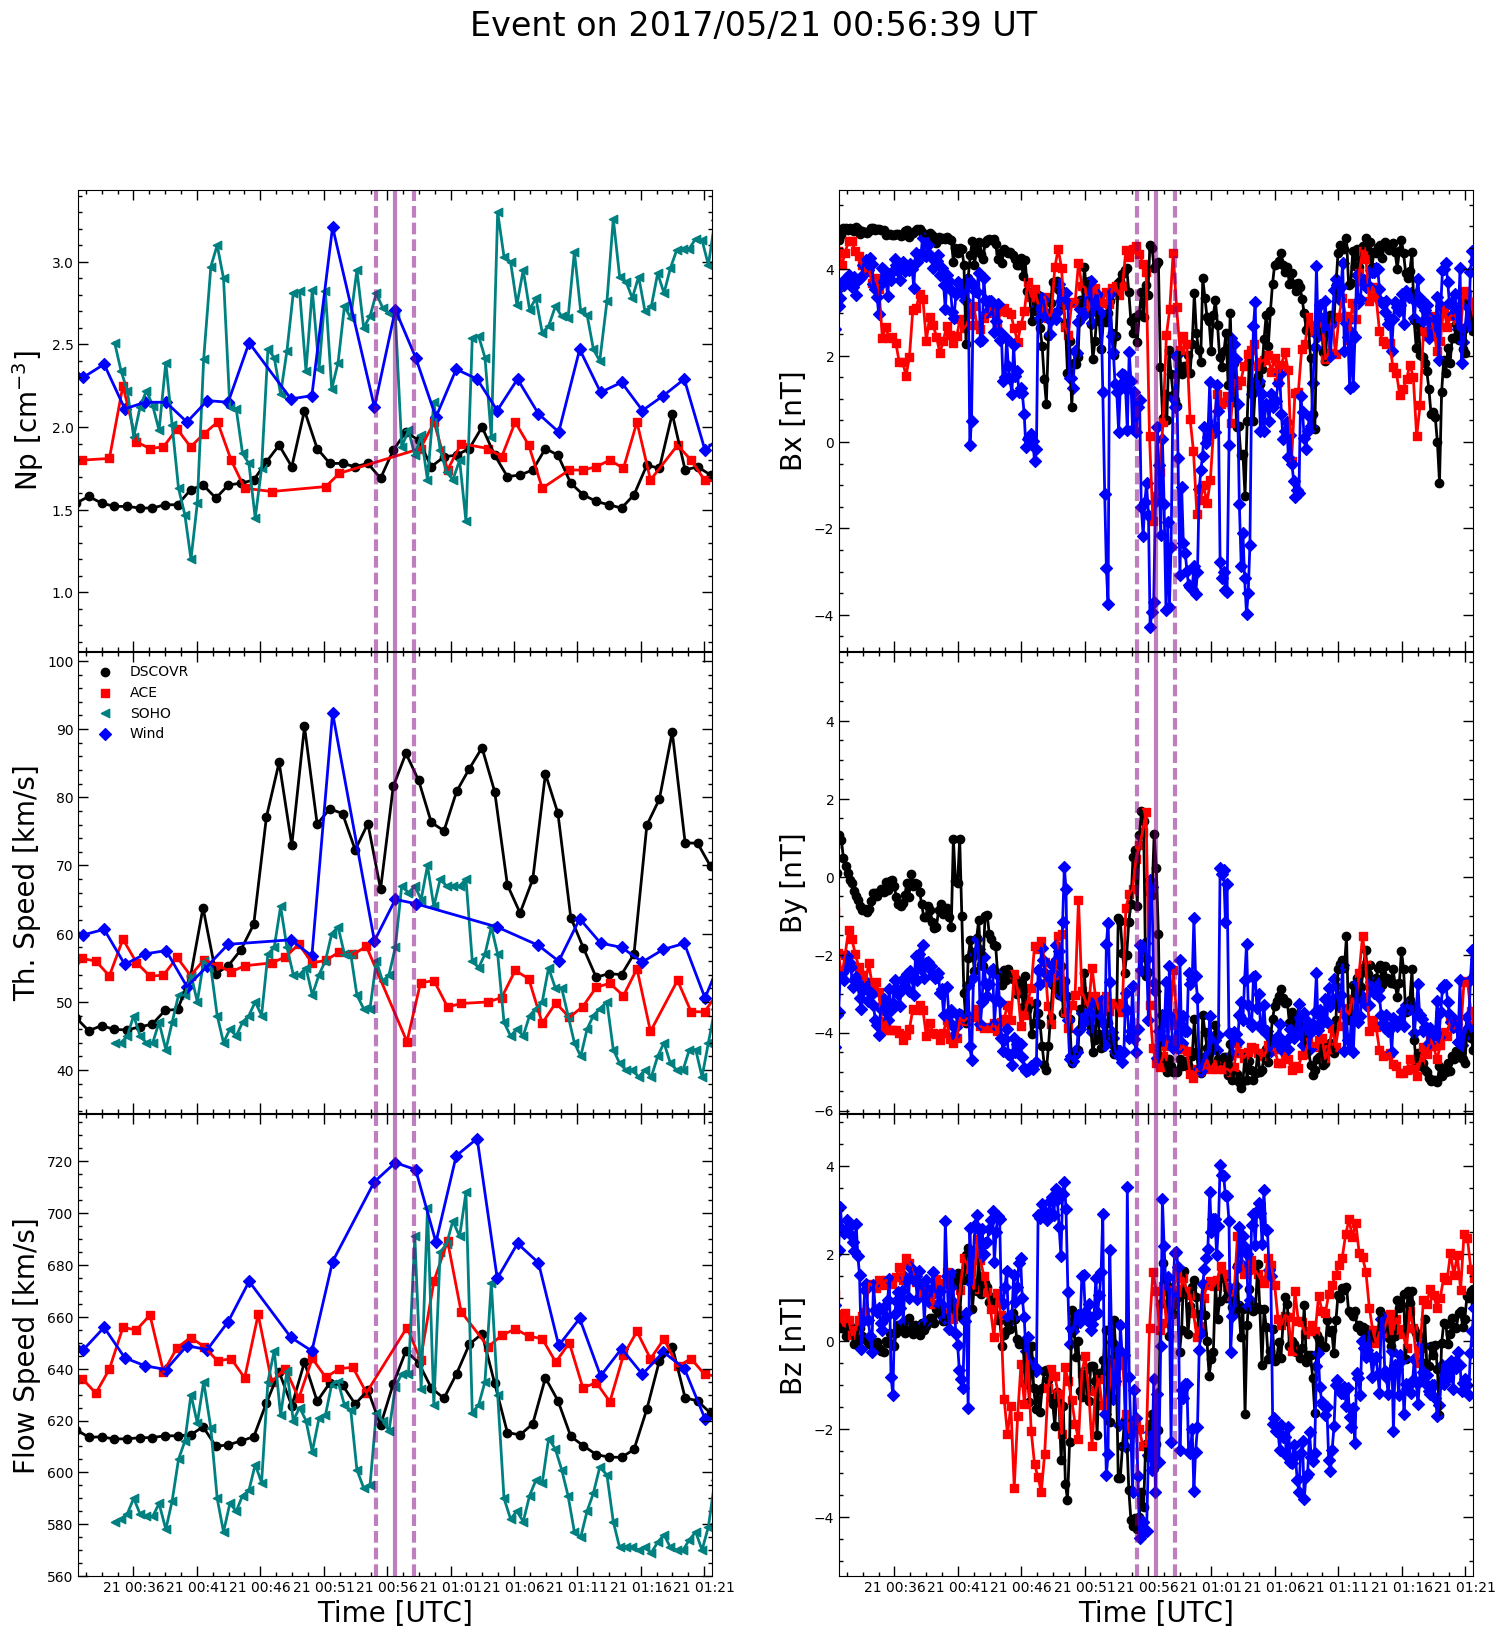 Event on 2017/05/21 00:56:39 UT
Np [cm⁻³]
3.0
2.5
2.0
1.5
1.0
Bx [nT]
4
2
0
−2
−4
Th. Speed [km/s]
100
90
80
70
60
50
40
DSCOVR
ACE
SOHO
Wind
By [nT]
4
2
0
−2
−4
−6
Flow Speed [km/s]
720
700
680
660
640
620
600
580
560
Bz [nT]
4
2
0
−2
−4
21 00:36 21 00:41 21 00:46 21 00:51 21 00:56 21 01:01 21 01:06 21 01:11 21 01:16 21 01:21
Time [UTC]
21 00:36 21 00:41 21 00:46 21 00:51 21 00:56 21 01:01 21 01:06 21 01:11 21 01:16 21 01:21
Time [UTC]